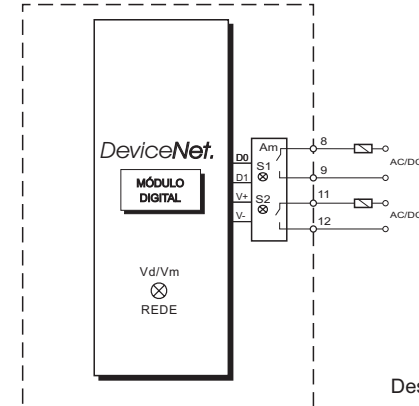 DeviceNet.
MÓDULO
DIGITAL
Vd/Vm
REDE
D0
D1
V+
V-
Am
S1
S2
8
9
11
12
AC/DC
AC/DC
Des